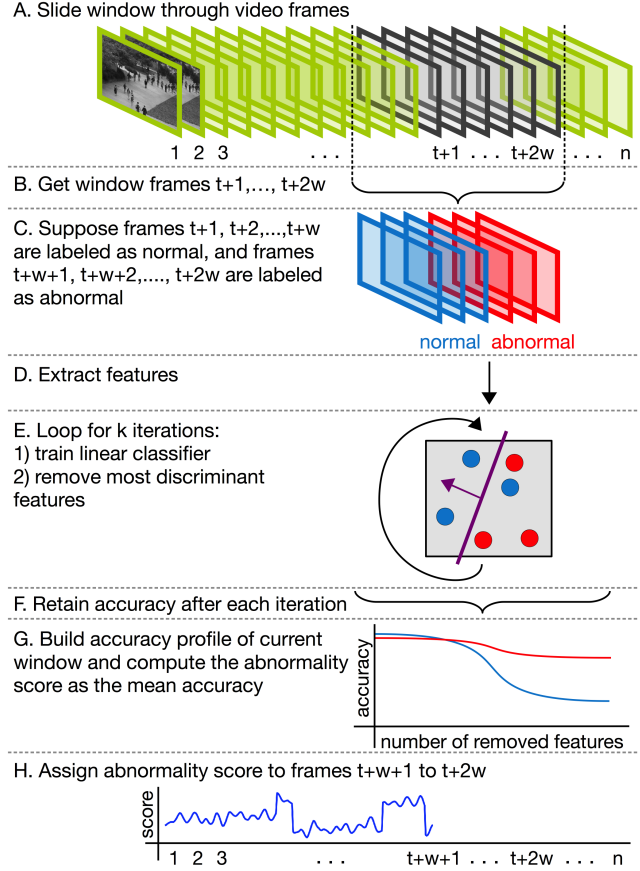 A. Slide window through video frames
1 2 3 . . . t+1 . . . t+2w . . . n
B. Get window frames t+1,..., t+2w
C. Suppose frames t+1, t+2,...,t+w
are labeled as normal, and frames
t+w+1, t+w+2,...., t+2w are labeled
as abnormal
normal abnormal
D. Extract features
E. Loop for k iterations:
1) train linear classifier
2) remove most discriminant
features
F. Retain accuracy after each iteration
G. Build accuracy profile of current
window and compute the abnormality
score as the mean accuracy
accuracy
number of removed features
H. Assign abnormality score to frames t+w+1 to t+2w
score
1 2 3 . . . t+w+1 . . . t+2w . . . n